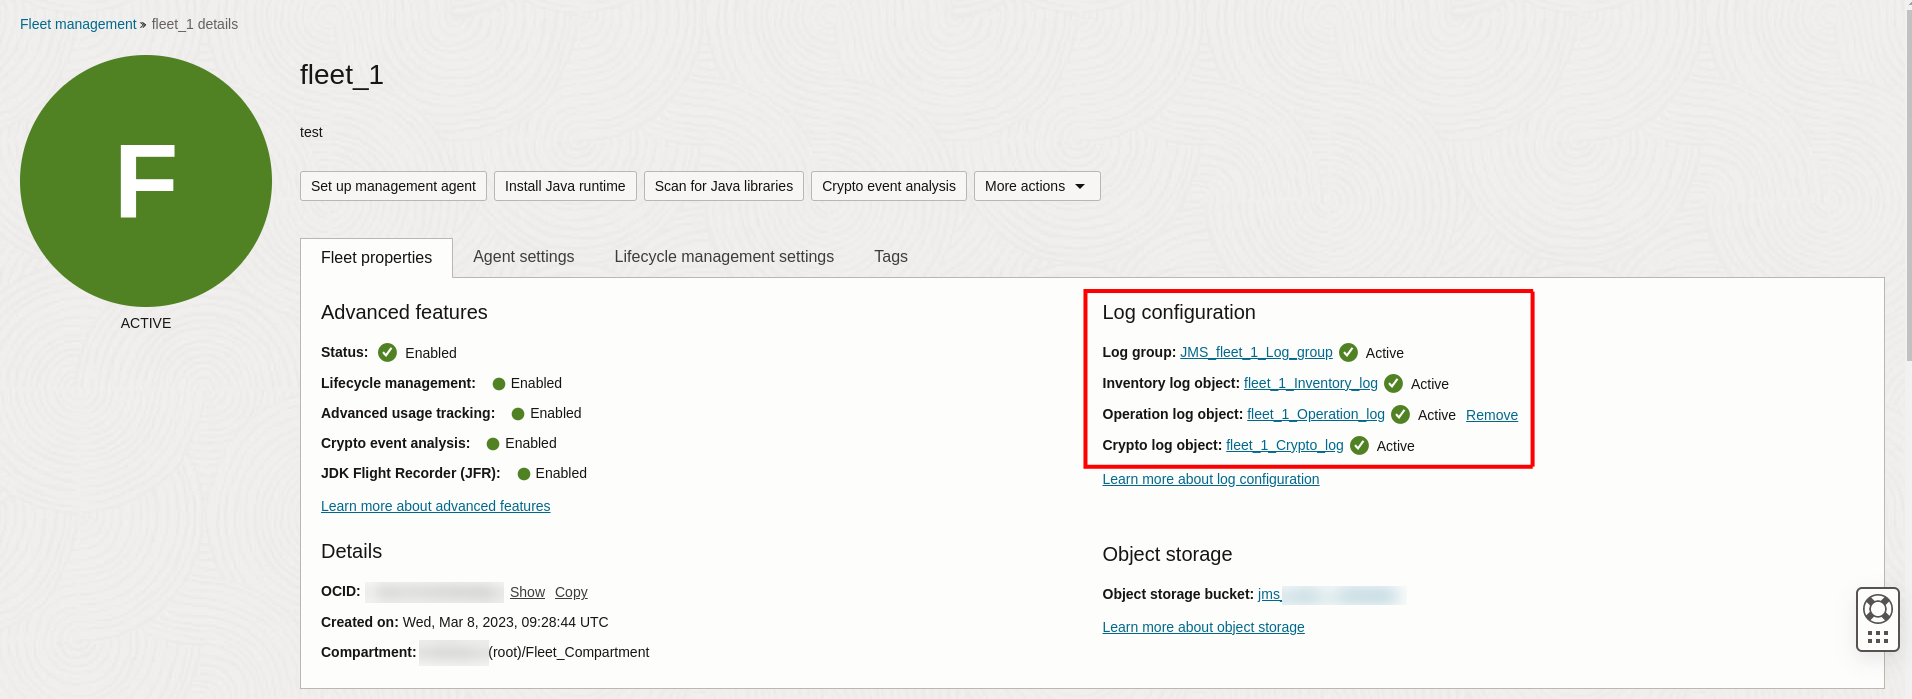 Fleet management » fleet_1 details
F
ACTIVE
fleet_1
test
Set up management agent
Install Java runtime
Scan for Java libraries
Crypto event analysis
More actions
Fleet properties
Agent settings
Lifecycle management settings
Tags
Advanced features
Status: Enabled
Lifecycle management: Enabled
Advanced usage tracking: Enabled
Crypto event analysis: Enabled
JDK Flight Recorder (JFR): Enabled
Learn more about advanced features
Details
OCID: Show Copy
Created on: Wed, Mar 8, 2023, 09:28:44 UTC
Compartment: (root)/Fleet_Compartment
Log configuration
Log group: JMS_fleet_1_Log_group Active
Inventory log object: fleet_1_Inventory_log Active
Operation log object: fleet_1_Operation_log Active Remove
Crypto log object: fleet_1_Crypto_log Active
Learn more about log configuration
Object storage
Object storage bucket: jms_
Learn more about object storage